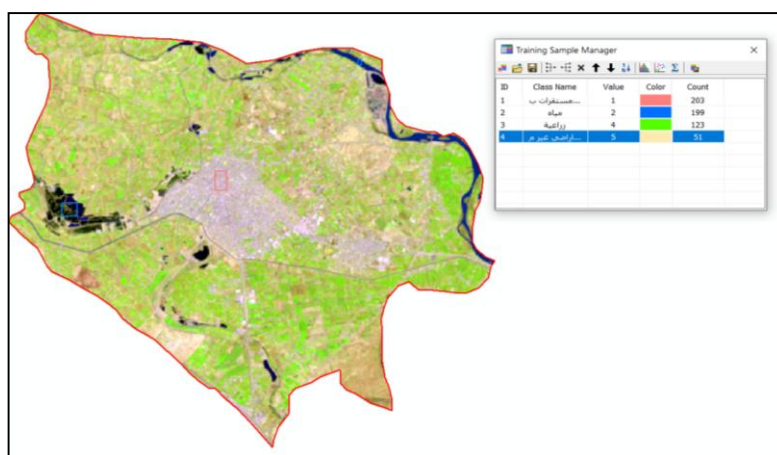 Training Sample Manager
ID Class Name Value Color Count
1 مستقرات ب... 1 203
2 مياه 2 199
3 زراعية 4 123
4 اراضي غير م... 5 51